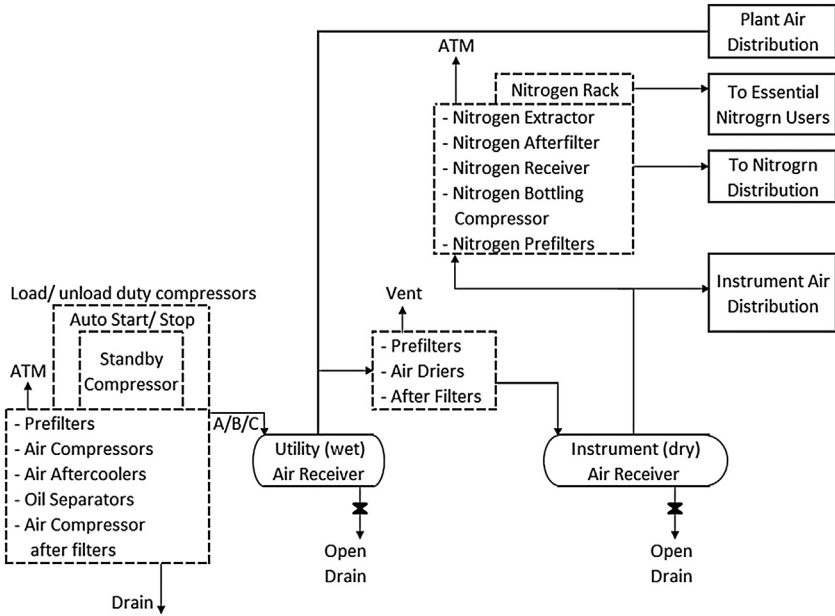 Plant Air
Distribution
ATM
Nitrogen Rack
To Essential
Nitrogrn Users
- Nitrogen Extractor
- Nitrogen Afterfilter
- Nitrogen Receiver
- Nitrogen Bottling
Compressor
- Nitrogen Prefilters
To Nitrogrn
Distribution
Instrument Air
Distribution
Load/ unload duty compressors
Auto Start/ Stop
Standby
Compressor
ATM
- Prefilters
- Air Compressors
- Air Aftercoolers
- Oil Separators
- Air Compressor
after filters
Drain
A/B/C
Vent
- Prefilters
- Air Driers
- After Filters
Utility (wet)
Air Receiver
Open
Drain
Instrument (dry)
Air Receiver
Open
Drain